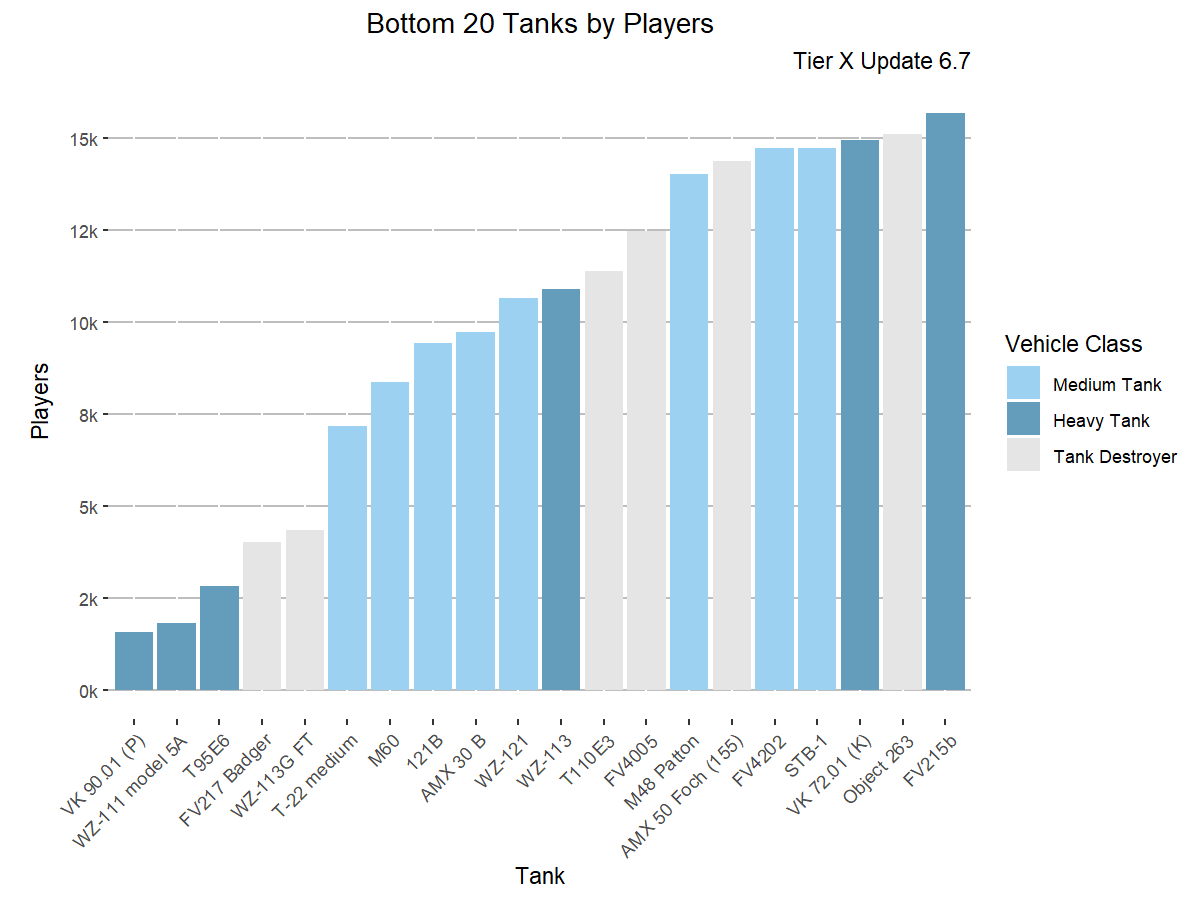 Bottom 20 Tanks by Players
Tier X Update 6.7
Players
15k
12k
10k
8k
5k
2k
0k
VK 90.01 (P)
WZ-111 model 5A
T95E6
FV217 Badger
WZ-113G FT
T-22 medium
M60
121B
AMX 30 B
WZ-121
WZ-113
T110E3
FV4005
M48 Patton
AMX 50 Foch (155)
FV4202
STB-1
VK 72.01 (K)
Object 263
FV215b
Tank
Vehicle Class
Medium Tank
Heavy Tank
Tank Destroyer